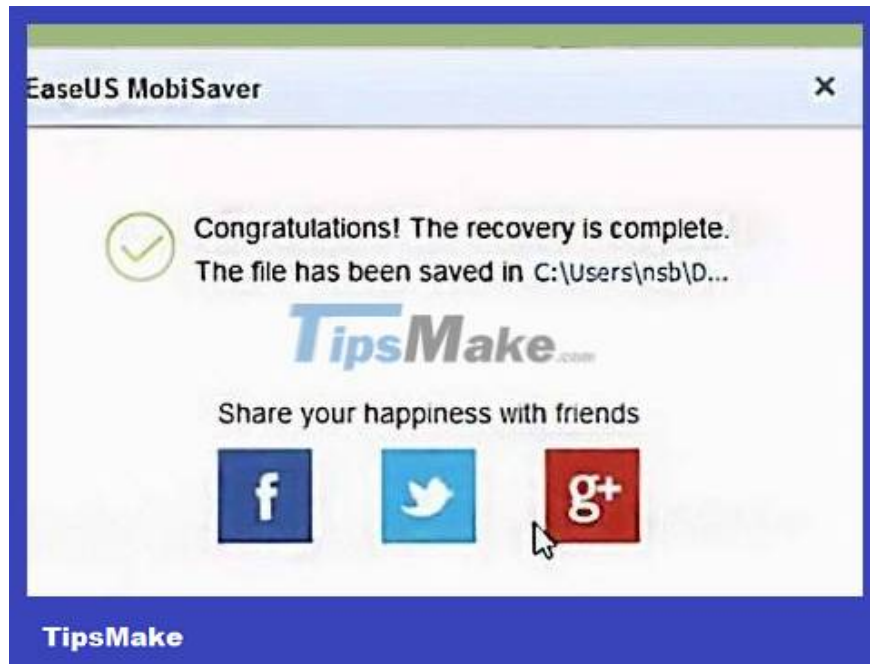 EaseUS MobiSaver
Congratulations! The recovery is complete.
The file has been saved in C:\Users\nsb\D...
TipsMake.com
Share your happiness with friends
f
g+
TipsMake